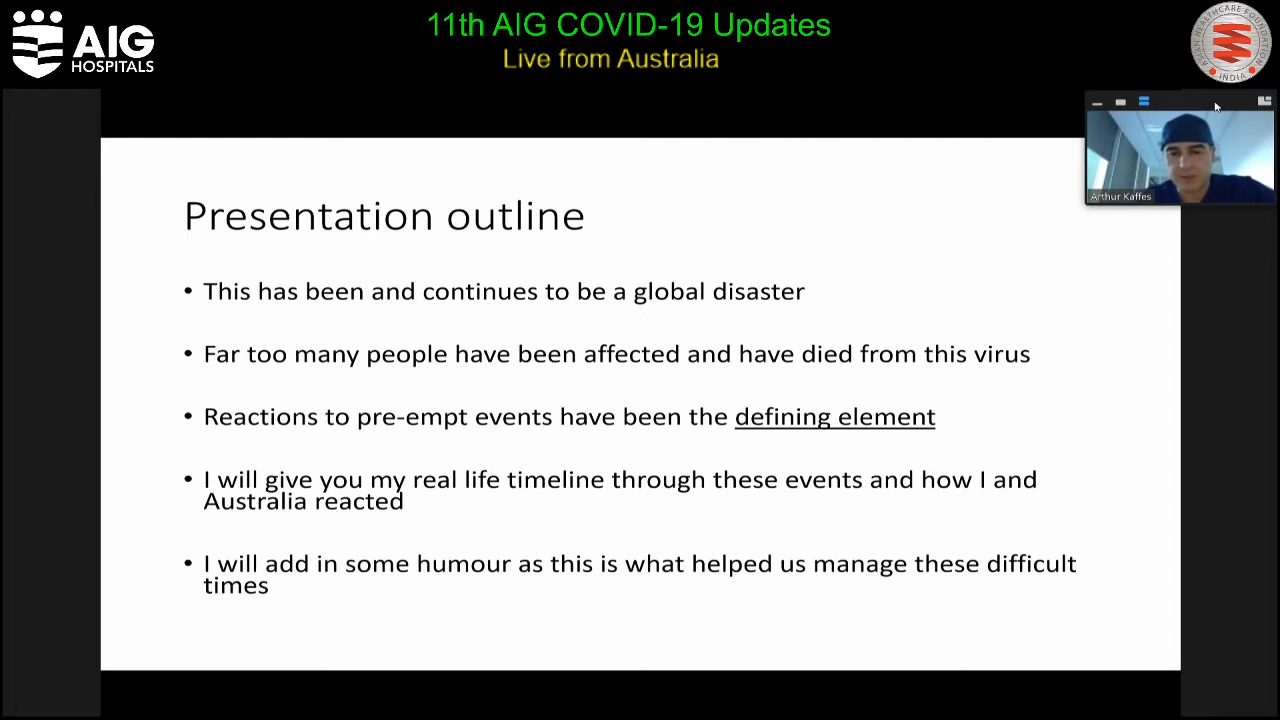 11th AIG COVID-19 Updates
Live from Australia
AIG
HOSPITALS
ASIAN HEALTHCARE FOUNDATION
INDIA
Arthur Kaffes
Presentation outline
• This has been and continues to be a global disaster
• Far too many people have been affected and have died from this virus
• Reactions to pre-empt events have been the defining element
• I will give you my real life timeline through these events and how I and
Australia reacted
• I will add in some humour as this is what helped us manage these difficult
times